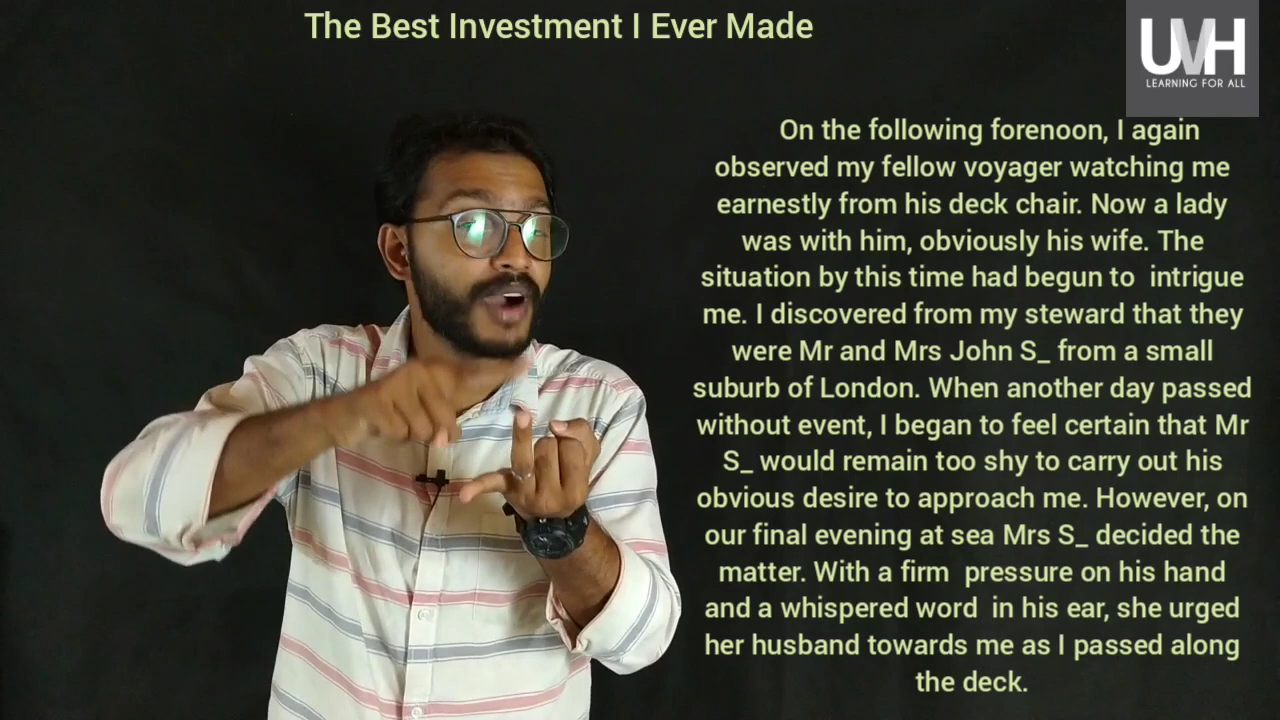 The Best Investment I Ever Made
UVH
LEARNING FOR ALL
On the following forenoon, I again
observed my fellow voyager watching me
earnestly from his deck chair. Now a lady
was with him, obviously his wife. The
situation by this time had begun to intrigue
me. I discovered from my steward that they
were Mr and Mrs John S_ from a small
suburb of London. When another day passed
without event, I began to feel certain that Mr
S_ would remain too shy to carry out his
obvious desire to approach me. However, on
our final evening at sea Mrs S_ decided the
matter. With a firm pressure on his hand
and a whispered word in his ear, she urged
her husband towards me as I passed along
the deck.